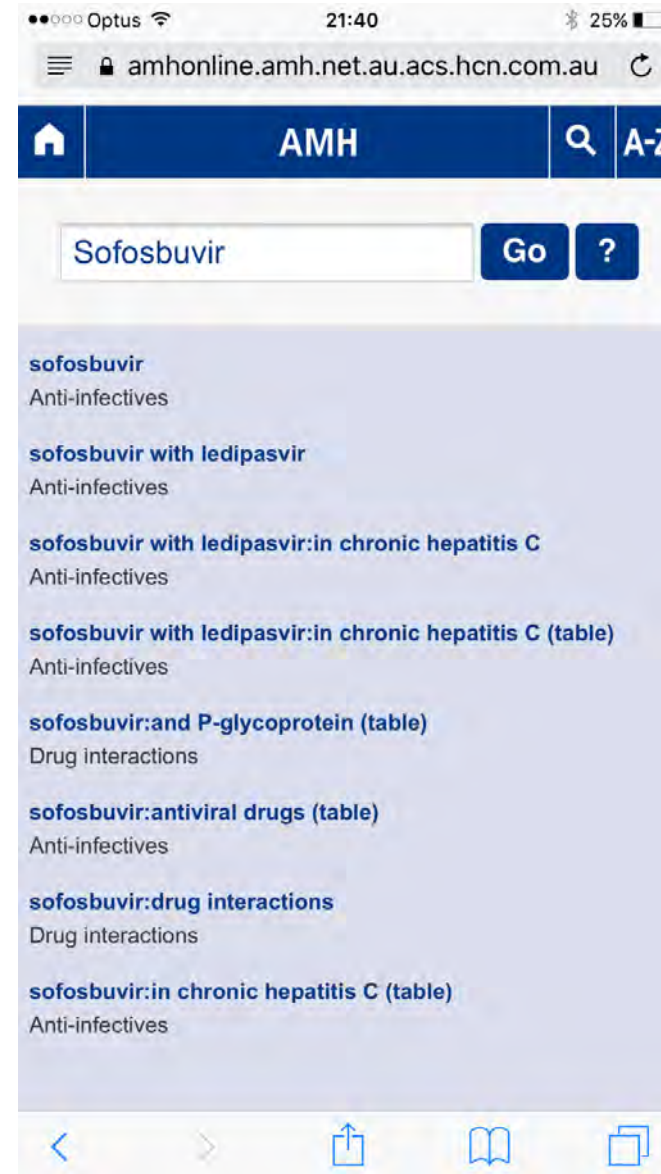 Optus 21:40 25%
amhonline.amh.net.au.acs.hcn.com.au
AMH A-Z
Sofosbuvir Go ?
sofosbuvir
Anti-infectives
sofosbuvir with ledipasvir
Anti-infectives
sofosbuvir with ledipasvir:in chronic hepatitis C
Anti-infectives
sofosbuvir with ledipasvir:in chronic hepatitis C (table)
Anti-infectives
sofosbuvir:and P-glycoprotein (table)
Drug interactions
sofosbuvir:antiviral drugs (table)
Anti-infectives
sofosbuvir:drug interactions
Drug interactions
sofosbuvir:in chronic hepatitis C (table)
Anti-infectives